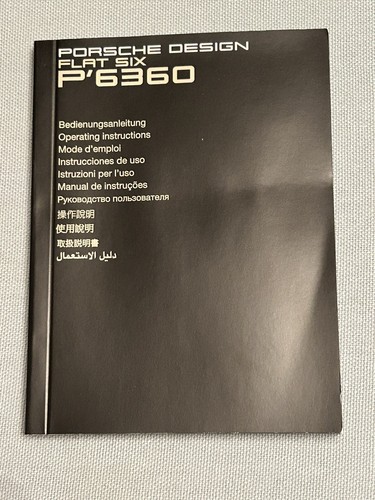 PORSCHE DESIGN
FLAT SIX
P'6360
Bedienungsanleitung
Operating instructions
Mode d'emploi
Instrucciones de uso
Istruzioni per l'uso
Manual de instruções
Руководство пользователя
操作說明
使用說明
取扱説明書
دليل الاستعمال